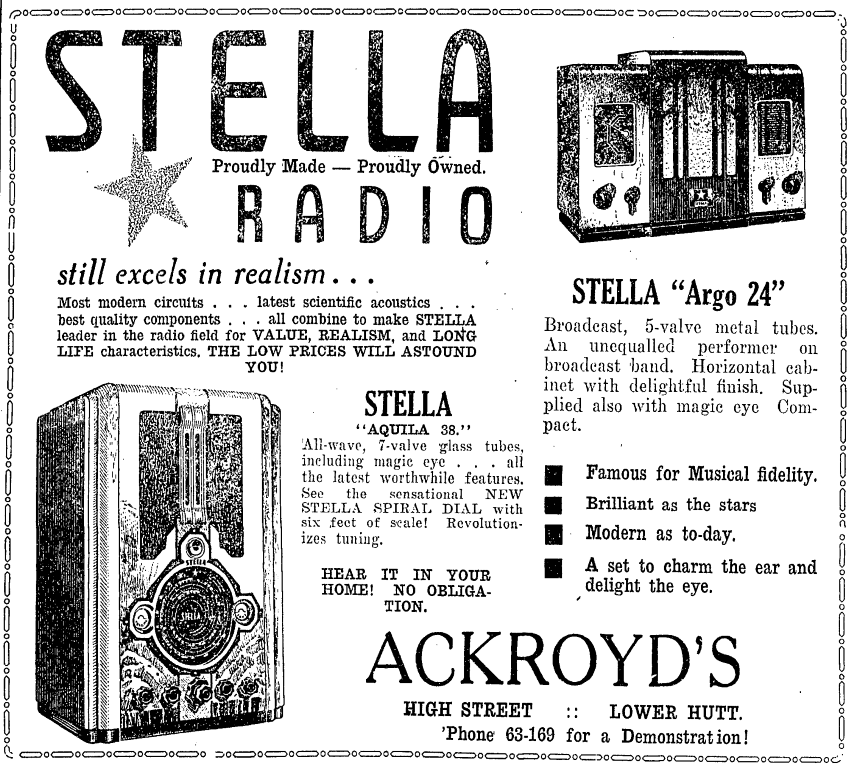 STELLA
Proudly Made — Proudly Owned.
RADIO
still excels in realism . . .
Most modern circuits . . . latest scientific acoustics . . .
best quality components . . . all combine to make STELLA
leader in the radio field for VALUE, REALISM, and LONG
LIFE characteristics. THE LOW PRICES WILL ASTOUND
YOU!
STELLA "Argo 24"
Broadcast, 5-valve metal tubes.
An unequalled performer on
broadcast band. Horizontal cab-
inet with delightful finish. Sup-
plied also with magic eye Com-
pact.
STELLA
"AQUILA 38."
All-wave, 7-valve glass tubes,
including magic eye . . . all
the latest worthwhile features.
See the sensational NEW
STELLA SPIRAL DIAL with
six feet of scale! Revolution-
izes tuning.
HEAR IT IN YOUR
HOME! NO OBLIGA-
TION.
■ Famous for Musical fidelity.
■ Brilliant as the stars
■ Modern as to-day.
■ A set to charm the ear and
delight the eye.
STELLA
STELLA
ACKROYD'S
HIGH STREET :: LOWER HUTT.
'Phone 63-169 for a Demonstration!